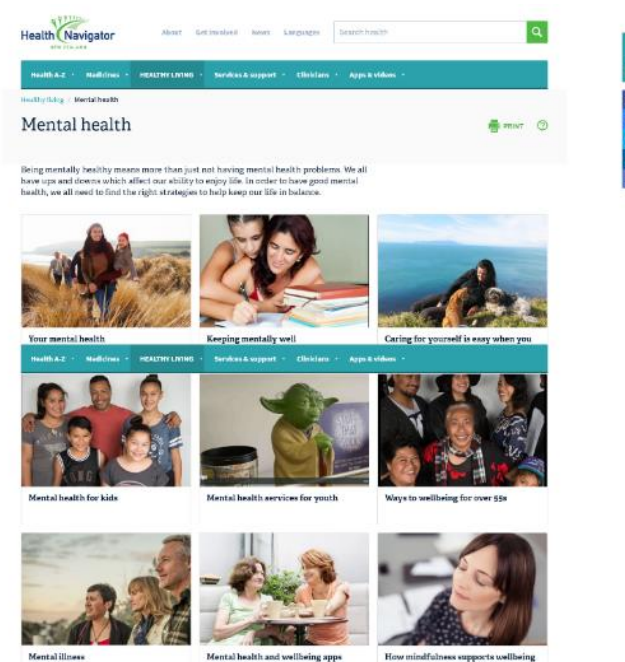 Health Navigator
NEW ZEALAND
About Get involved News Languages Search health
Health A-Z Medicines HEALTHY LIVING Services & support Clinicians Apps & videos
Healthy living / Mental health
Mental health
PRINT
Being mentally healthy means more than just not having mental health problems. We all
have ups and downs which affect our ability to enjoy life. In order to have good mental
health, we all need to find the right strategies to help keep our life in balance.
Your mental health
Keeping mentally well
Caring for yourself is easy when you
Health A-Z Medicines HEALTHY LIVING Services & support Clinicians Apps & videos
Mental health for kids
Mental health services for youth
Ways to wellbeing for over 55s
Mental illness
Mental health and wellbeing apps
How mindfulness supports wellbeing